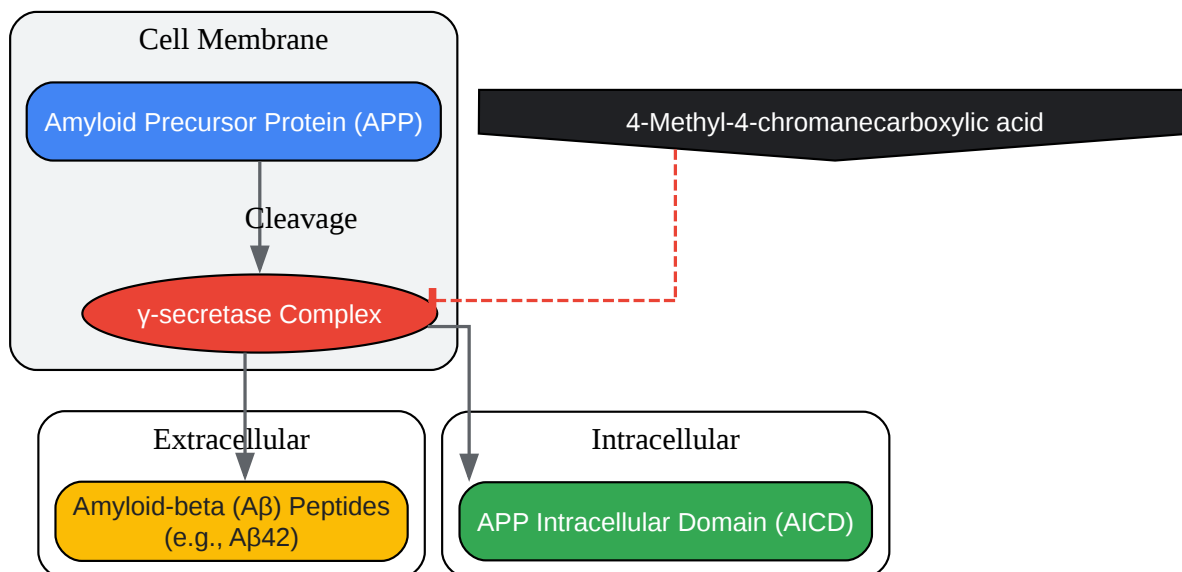 Cell Membrane
Amyloid Precursor Protein (APP)
4-Methyl-4-chromanecarboxylic acid
Cleavage
γ-secretase Complex
Extracellular
Intracellular
Amyloid-beta (Aβ) Peptides
(e.g., Aβ42)
APP Intracellular Domain (AICD)